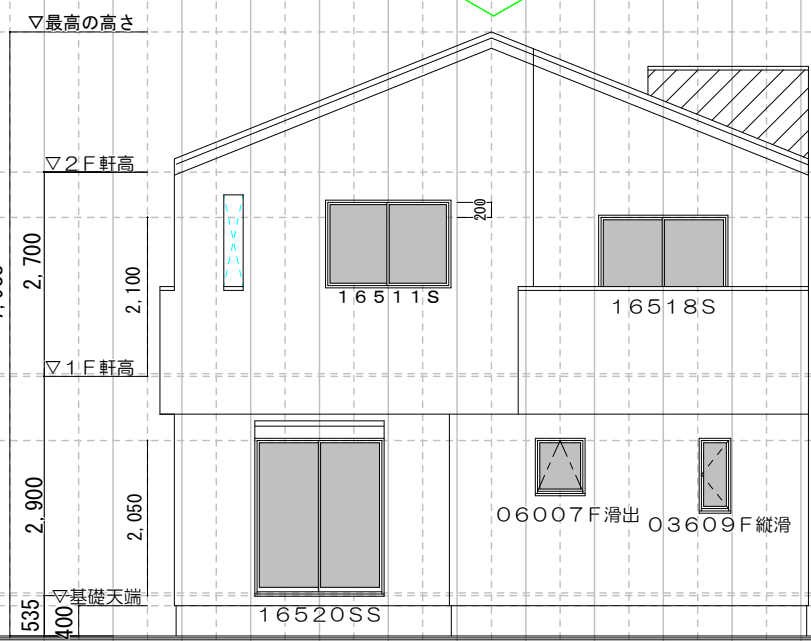 ▽最高の高さ
▽2F軒高
200
2,700
2,100
16511S
16518S
▽1F軒高
2,900
2,050
06007F滑出
03609F縦滑
▽基礎天端
535
400
16520SS